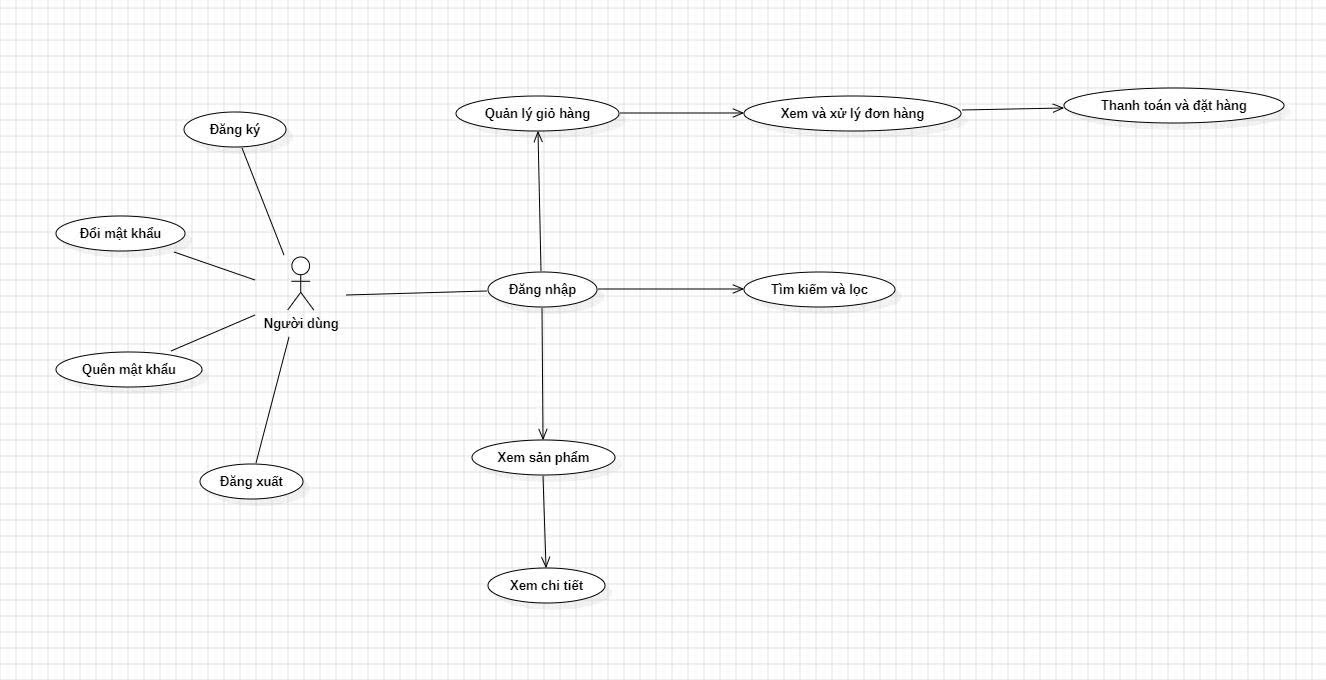 Quản lý giỏ hàng
Xem và xử lý đơn hàng
Thanh toán và đặt hàng
Đăng ký
Đổi mật khẩu
Người dùng
Đăng nhập
Tìm kiếm và lọc
Quên mật khẩu
Đăng xuất
Xem sản phẩm
Xem chi tiết